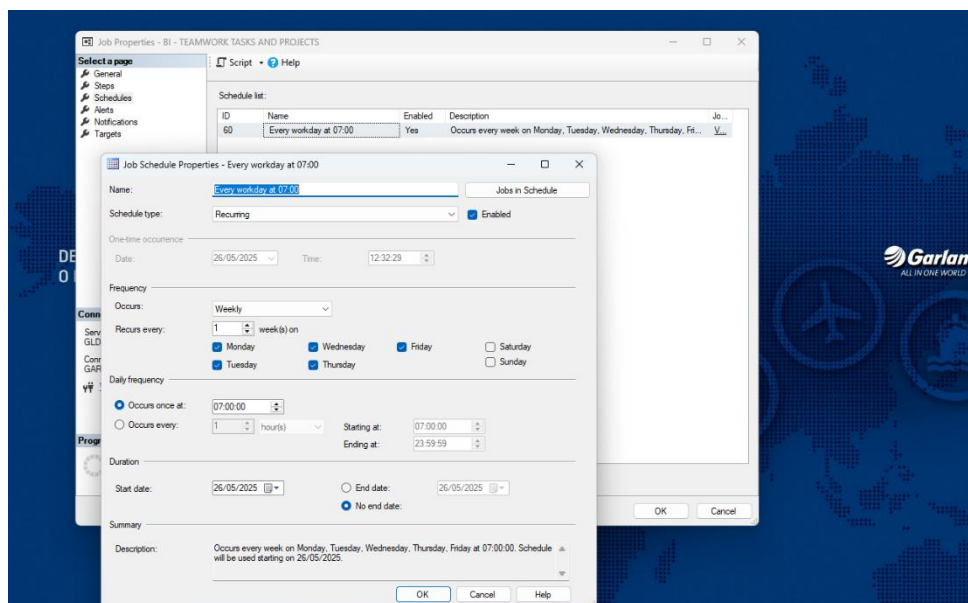 Job Properties - BI - TEAMWORK TASKS AND PROJECTS
Select a page
General
Steps
Schedules
Alerts
Notifications
Targets
Script
Help
Schedule list:
ID Name Enabled Description Jo...
60 Every workday at 07:00 Yes Occurs every week on Monday, Tuesday, Wednesday, Thursday, Fri... V...
Job Schedule Properties - Every workday at 07:00
Name: Every workday at 07:00 Jobs in Schedule
Schedule type: Recurring Enabled
One-time occurrence
Date: 26/05/2025 Time: 12:32:29
Frequency
Occurs: Weekly
Recurs every: 1 week(s) on
Monday Wednesday Friday Saturday
Tuesday Thursday Sunday
Daily frequency
Occurs once at: 07:00:00
Occurs every: 1 hour(s) Starting at: 07:00:00
Ending at: 23:59:59
Duration
Start date: 26/05/2025 End date: 26/05/2025
No end date:
Summary
Description: Occurs every week on Monday, Tuesday, Wednesday, Thursday, Friday at 07:00:00. Schedule
will be used starting on 26/05/2025.
OK Cancel Help
OK Cancel
Conn
Serv
GLD
Conn
GAR
Progr
DE
O
Garlan
ALL IN ONE WORLD